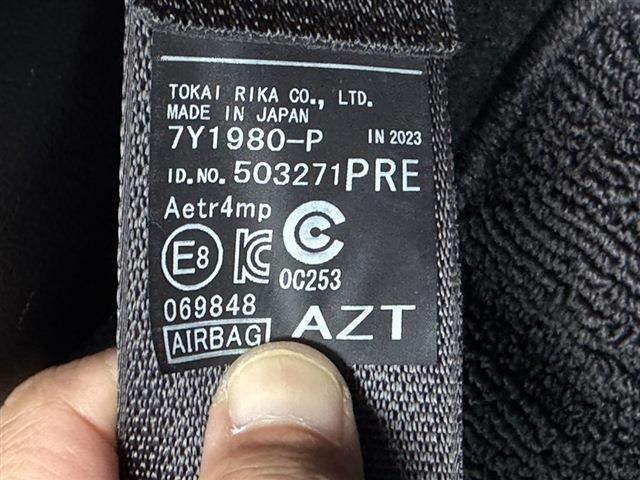 TOKAI RIKA CO., LTD.
MADE IN JAPAN
7Y1980-P IN 2023
ID.NO. 503271PRE
Aetr4mp
E8 KC C
OC253
069848
AIRBAG AZT